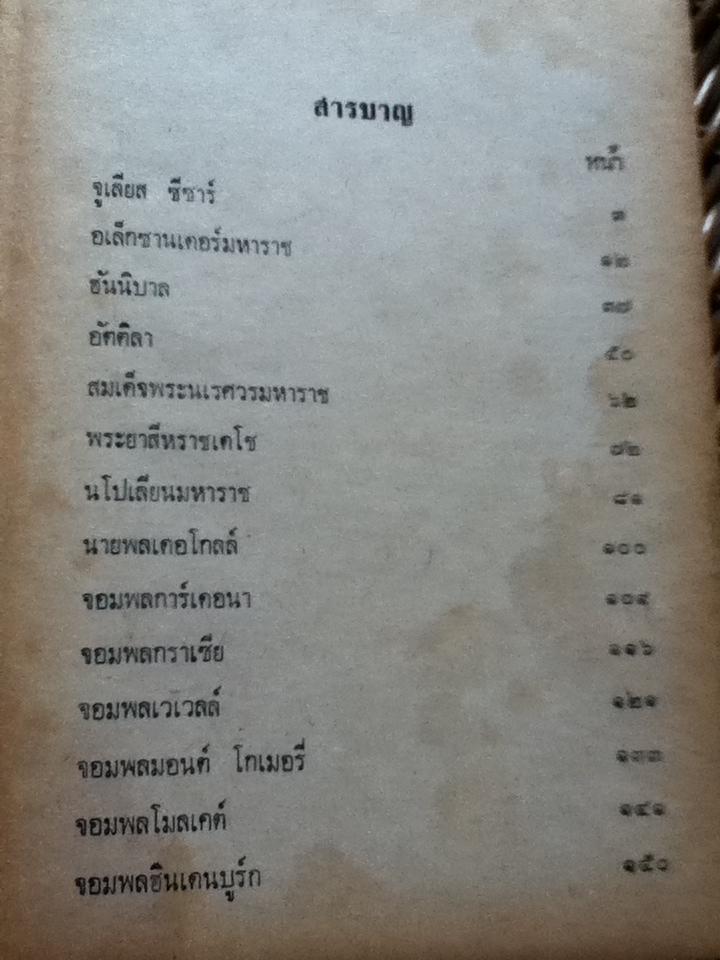 สารบาญ
หน้า
จูเลียส ซีซาร์ ๓
อเล็กซานเดอร์มหาราช ๑๒
ฮันนิบาล ๓๗
อัตติลา ๕๐
สมเด็จพระนเรศวรมหาราช ๖๒
พระยาสีหราชเดโช ๗๒
นโปเลียนมหาราช ๘๑
นายพลเดอโกลล์ ๑๐๐
จอมพลการ์เดอนา ๑๐๙
จอมพลกราเซีย ๑๑๖
จอมพลเวเวลล์ ๑๒๑
จอมพลมอนต์ โกเมอรี่ ๑๓๓
จอมพลโมลเตต์ ๑๔๑
จอมพลฮินเดนบูร์ก ๑๕๐